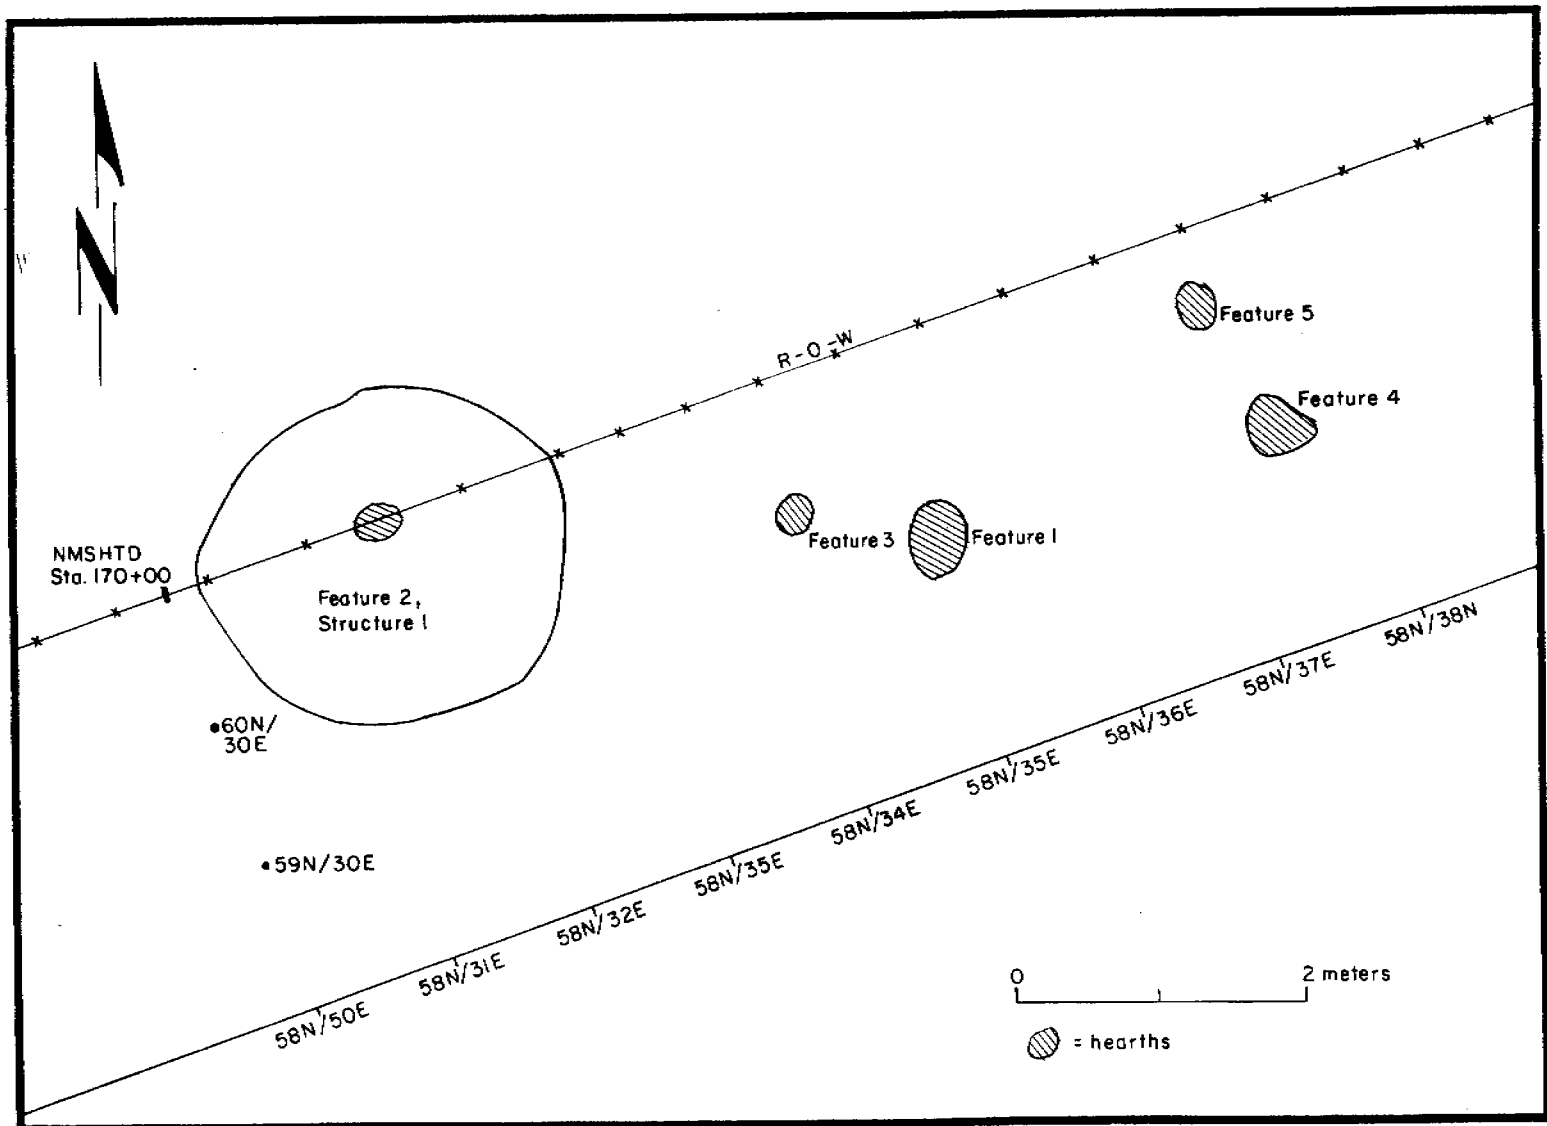 N
W
R-O-W
Feature 5
Feature 4
Feature 3
Feature 1
NMSHTD
Sta. 170+00
Feature 2,
Structure 1
60N/
30E
59N/30E
58N/38N
58N/37E
58N/36E
58N/35E
58N/34E
58N/35E
58N/32E
58N/31E
58N/50E
0 2 meters
= hearths